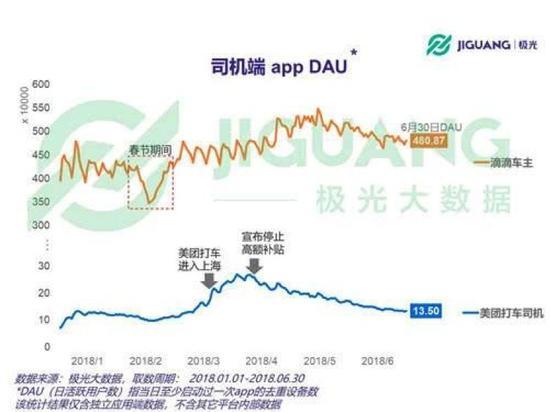 JIGUANG | 极光
司机端 app DAU*
x 10000
600
550
500
450
400
350
300
30
20
10
0
春节期间
6月30日DAU
480.87
滴滴车主
JIGUANG
极光大数据
美团打车
进入上海
宣布停止
高额补贴
13.50
美团打车司机
2018/1
2018/2
2018/3
2018/4
2018/5
2018/6
数据来源：极光大数据，取数周期： 2018.01.01-2018.06.30
*DAU（日活跃用户数）指当日至少启动过一次app的去重设备数
该统计结果仅含独立应用端数据，不含其它平台内部数据